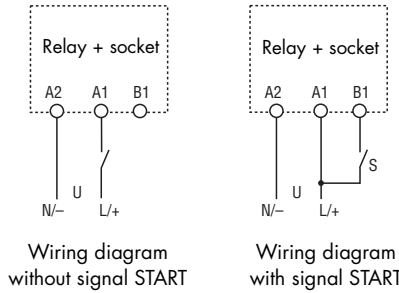 Relay + socket
A2 A1 B1
U
N/– L/+
Wiring diagram
without signal START
Relay + socket
A2 A1 B1
S
U
N/– L/+
Wiring diagram
with signal START